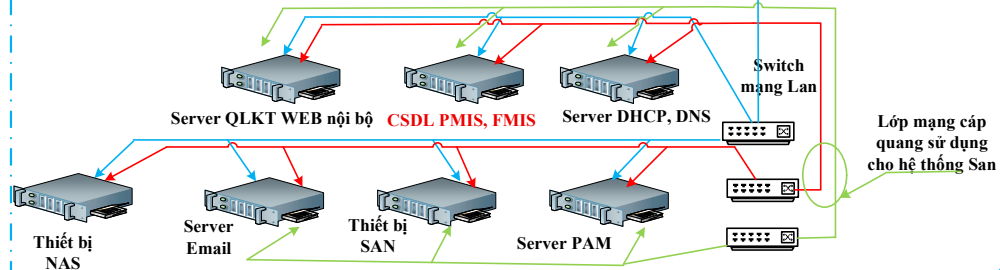 Switch
mạng Lan
Server QLKT WEB nội bộ
CSDL PMIS, FMIS
Server DHCP, DNS
Lớp mạng cáp
quang sử dụng
cho hệ thống San
Thiết bị
NAS
Server
Email
Thiết bị
SAN
Server PAM